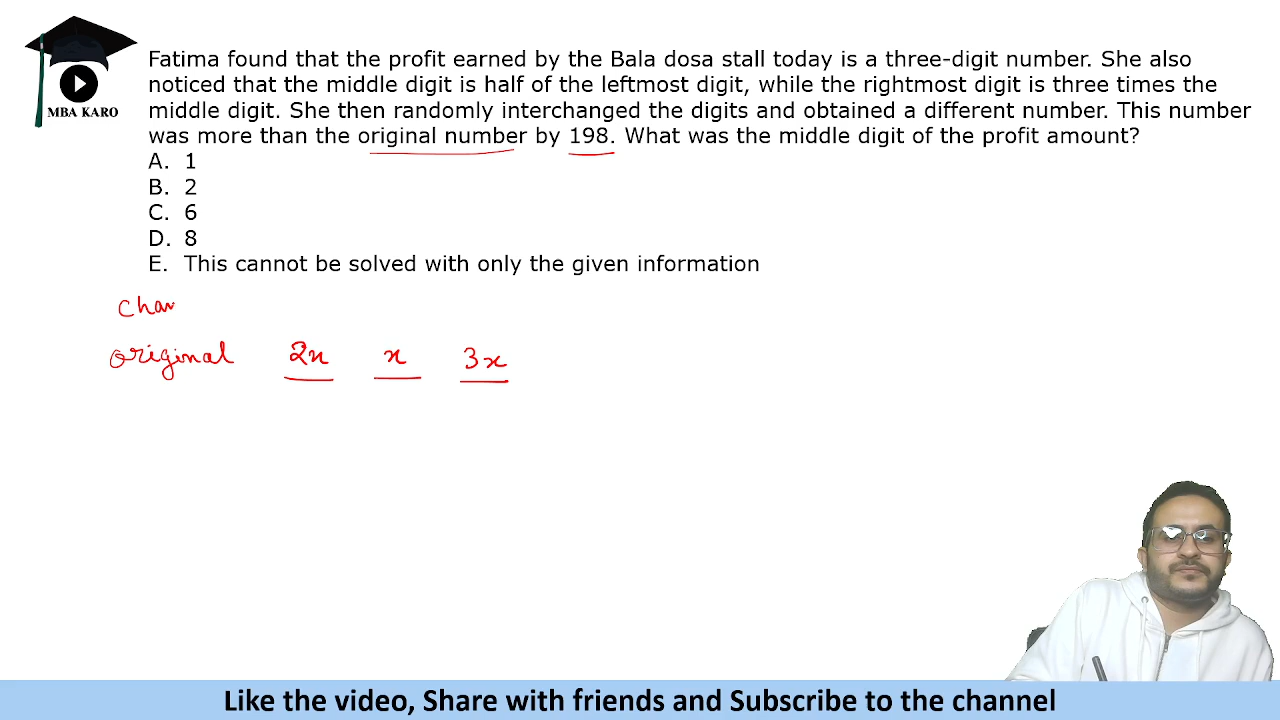 MBA KARO
Fatima found that the profit earned by the Bala dosa stall today is a three-digit number. She also
noticed that the middle digit is half of the leftmost digit, while the rightmost digit is three times the
middle digit. She then randomly interchanged the digits and obtained a different number. This number
was more than the original number by 198. What was the middle digit of the profit amount?
A. 1
B. 2
C. 6
D. 8
E. This cannot be solved with only the given information
Cha
original 2x x 3x
Like the video, Share with friends and Subscribe to the channel